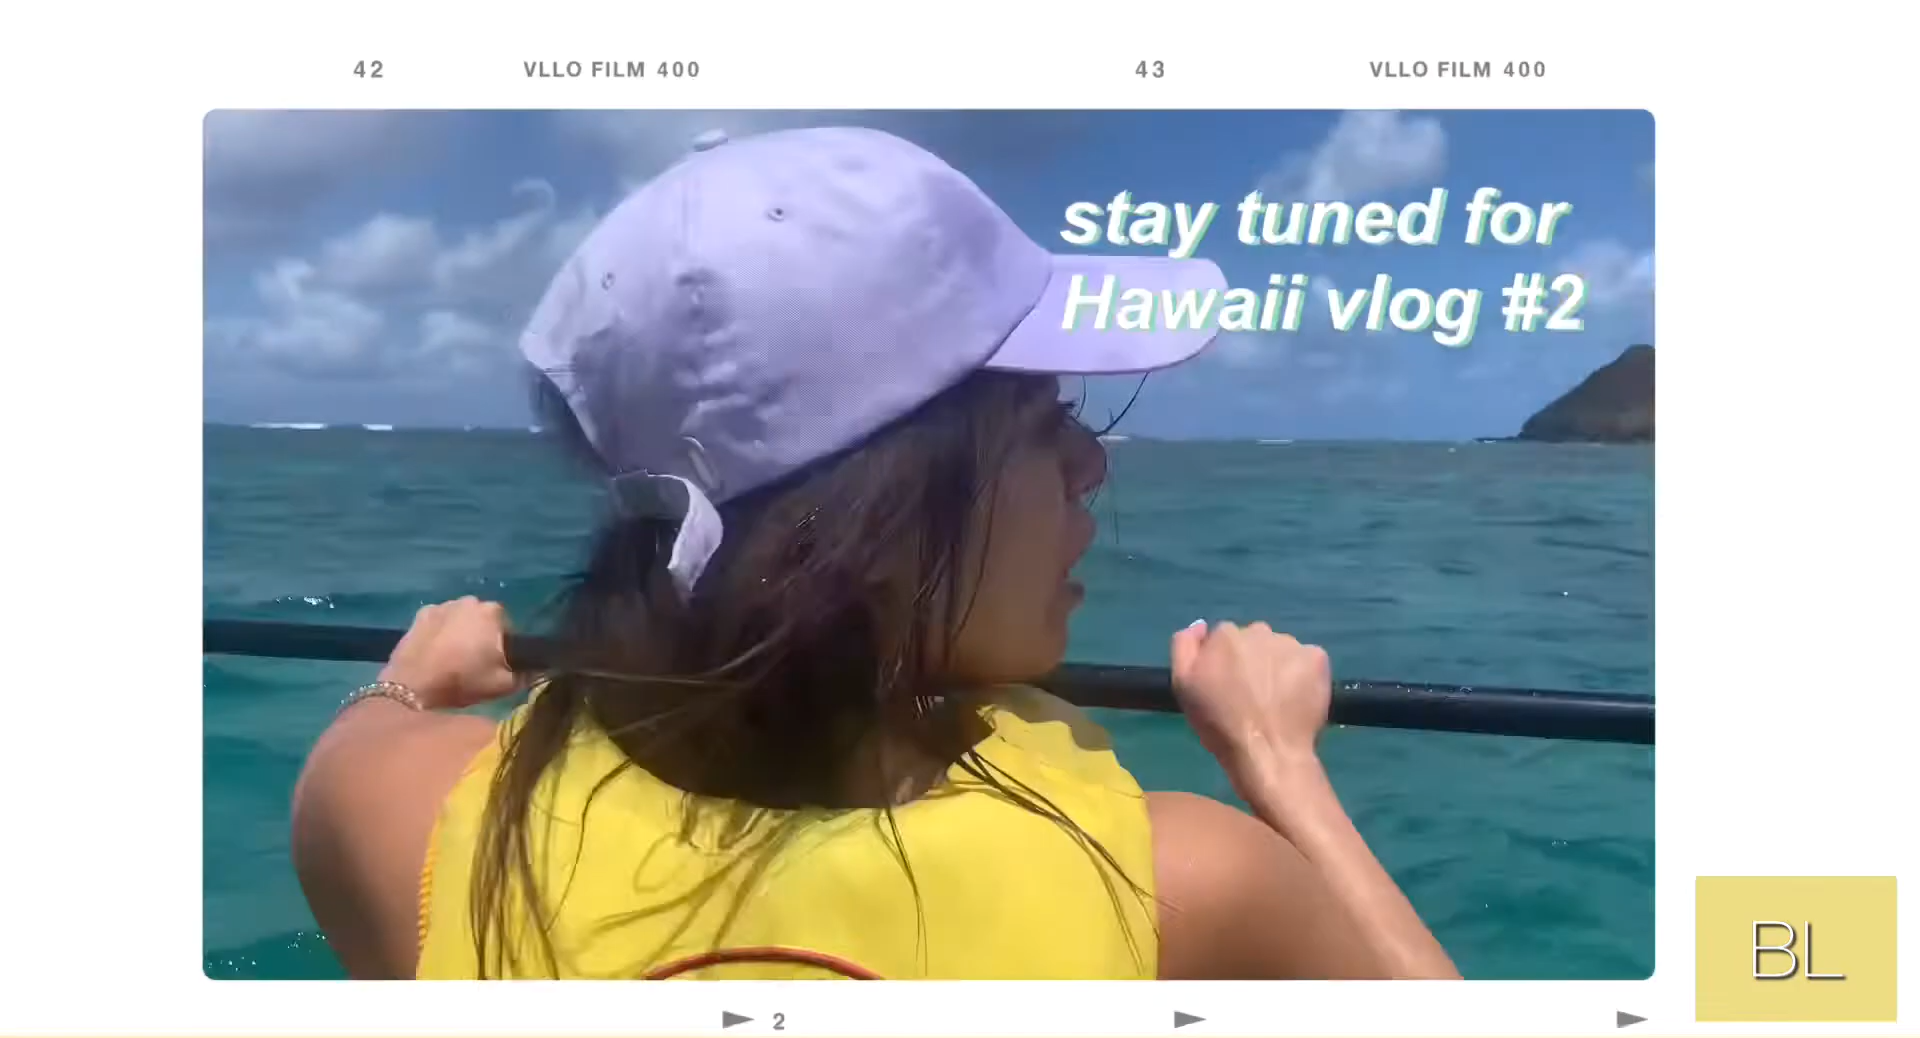 42 VLLO FILM 400 43 VLLO FILM 400
stay tuned for
Hawaii vlog #2
BL
2